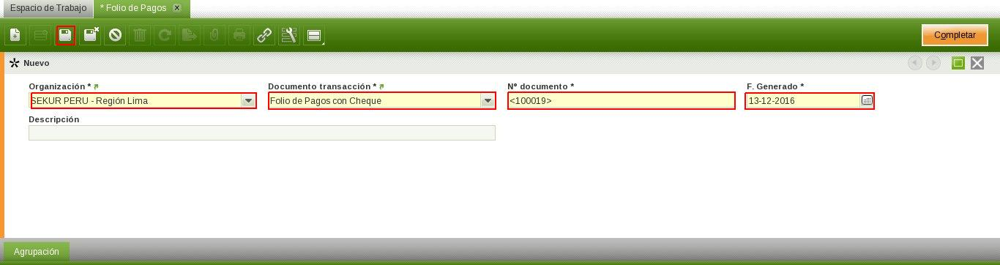 Espacio de Trabajo * Folio de Pagos
Completar
Nuevo
Organización * Documento transacción * Nº documento * F. Generado *
SEKUR PERU - Región Lima Folio de Pagos con Cheque <100019> 13-12-2016
Descripción
Agrupación